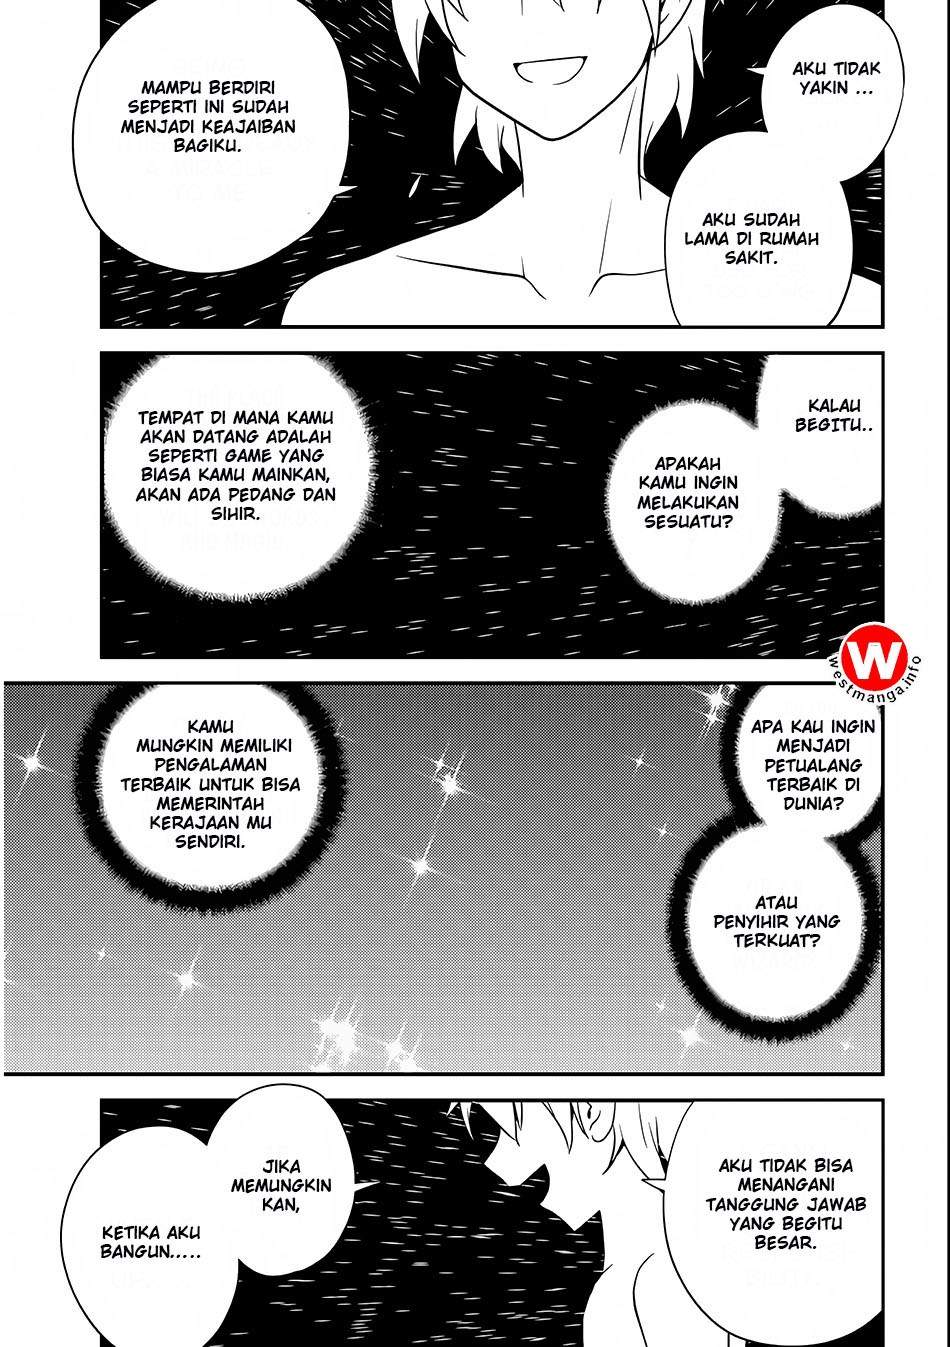 AKU TIDAK
YAKIN ...
AKU SUDAH
LAMA DI RUMAH
SAKIT.
MAMPU BERDIRI
SEPERTI INI SUDAH
MENJADI KEAJAIBAN
BAGIKU.
KALAU
BEGITU..
APAKAH
KAMU INGIN
MELAKUKAN
SESUATU?
TEMPAT DI MANA KAMU
AKAN DATANG ADALAH
SEPERTI GAME YANG
BIASA KAMU MAINKAN,
AKAN ADA PEDANG DAN
SIHIR.
W
westmanga.info
APA KAU INGIN
MENJADI
PETUALANG
TERBAIK DI
DUNIA?
ATAU
PENYIHIR YANG
TERKUAT?
KAMU
MUNGKIN MEMILIKI
PENGALAMAN
TERBAIK UNTUK BISA
MEMERINTAH
KERAJAAN MU
SENDIRI.
AKU TIDAK BISA
MENANGANI
TANGGUNG JAWAB
YANG BEGITU
BESAR.
JIKA
MEMUNGKIN
KAN,
KETIKA AKU
BANGUN.....